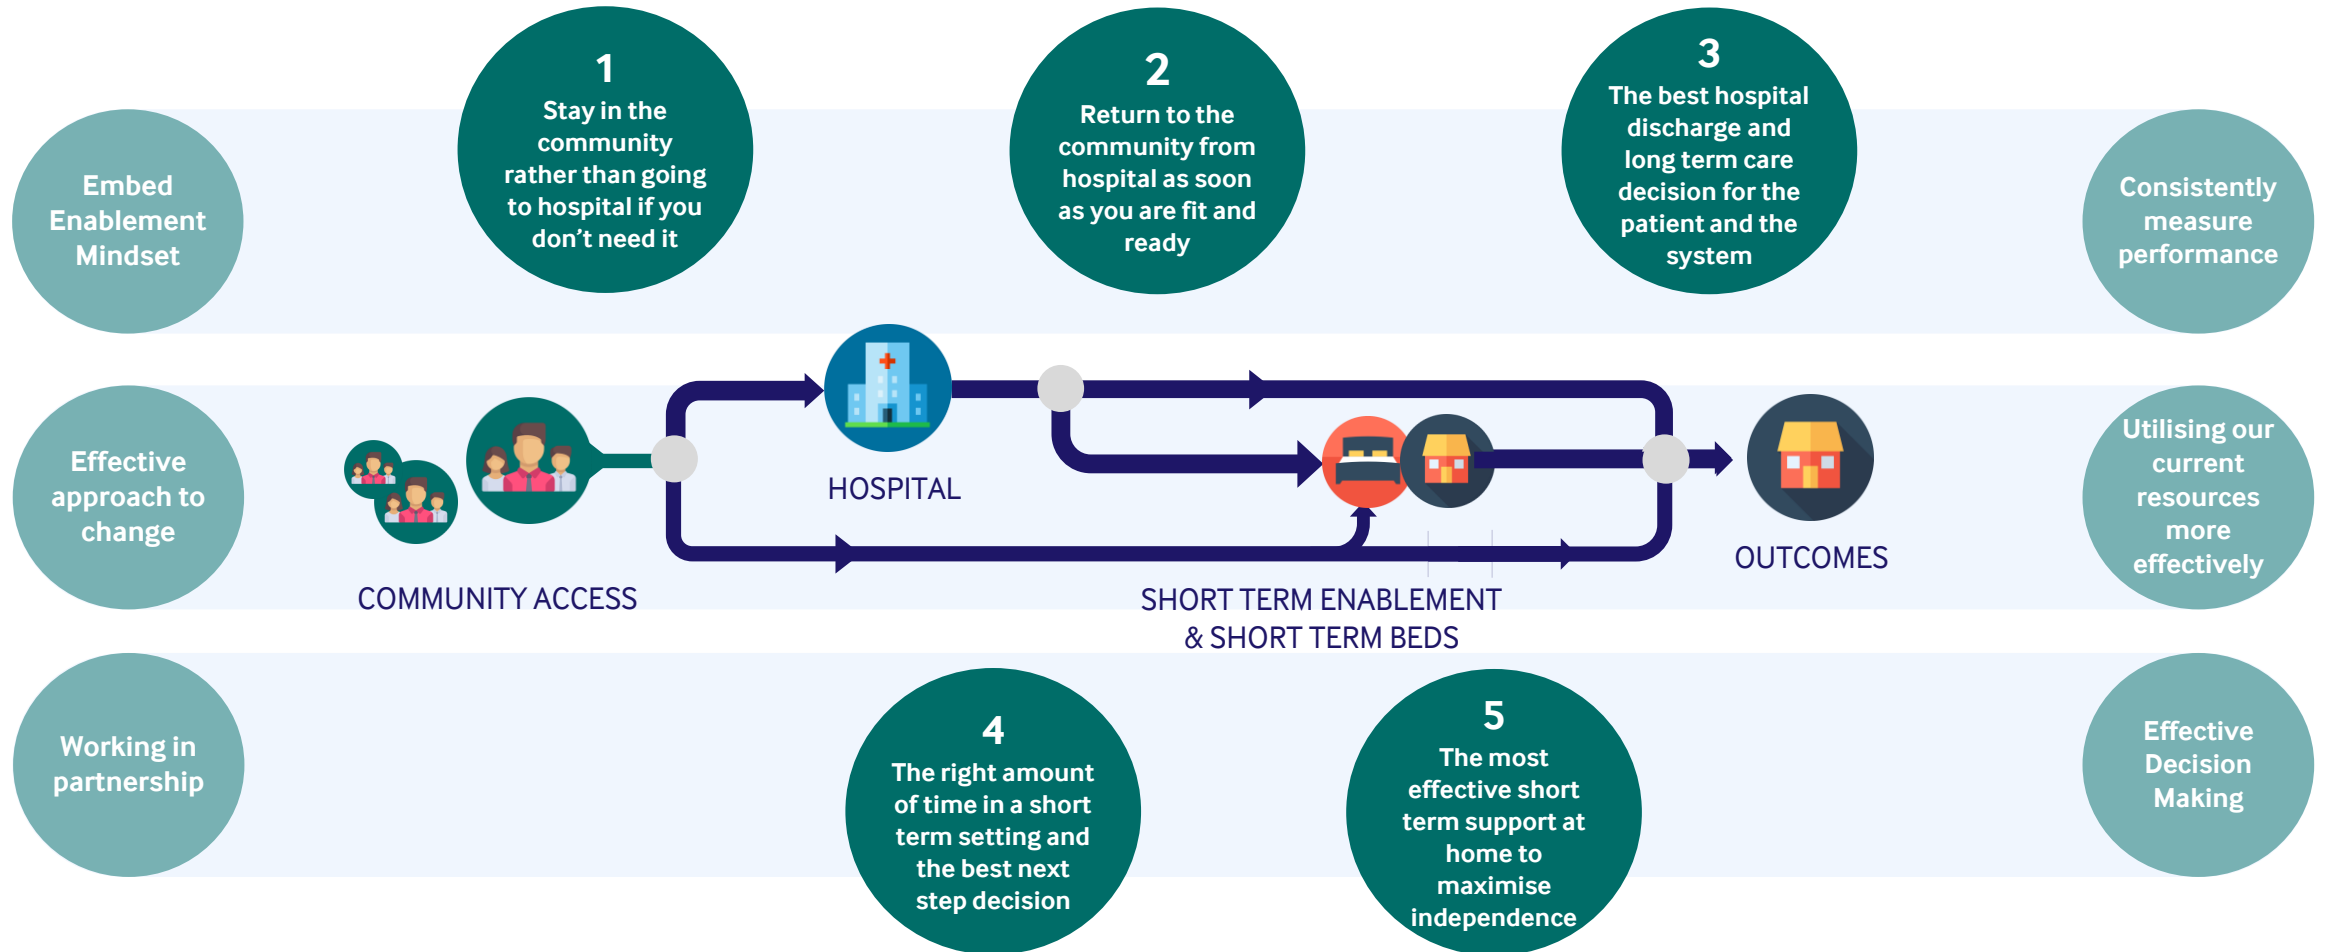 1
Stay in the
community
rather than going
to hospital if you
don’t need it
2
Return to the
community from
hospital as soon
as you are fit and
ready
3
The best hospital
discharge and
long term care
decision for the
patient and the
system
Embed
Enablement
Mindset
Consistently
measure
performance
Effective
approach to
change
HOSPITAL
COMMUNITY ACCESS
SHORT TERM ENABLEMENT
& SHORT TERM BEDS
OUTCOMES
Utilising our
current
resources
more
effectively
Working in
partnership
4
The right amount
of time in a short
term setting and
the best next
step decision
5
The most
effective short
term support at
home to
maximise
independence
Effective
Decision
Making